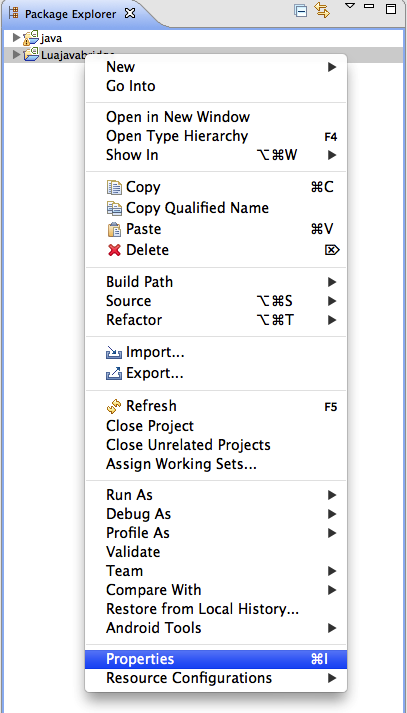 Package Explorer
java
Luajavabridge
New
Go Into
Open in New Window
Open Type Hierarchy F4
Show In ⌥⌘W
Copy ⌘C
Copy Qualified Name
Paste ⌘V
Delete ⌦
Build Path
Source ⌥⌘S
Refactor ⌥⌘T
Import...
Export...
Refresh F5
Close Project
Close Unrelated Projects
Assign Working Sets...
Run As
Debug As
Profile As
Validate
Team
Compare With
Restore from Local History...
Android Tools
Properties ⌘I
Resource Configurations